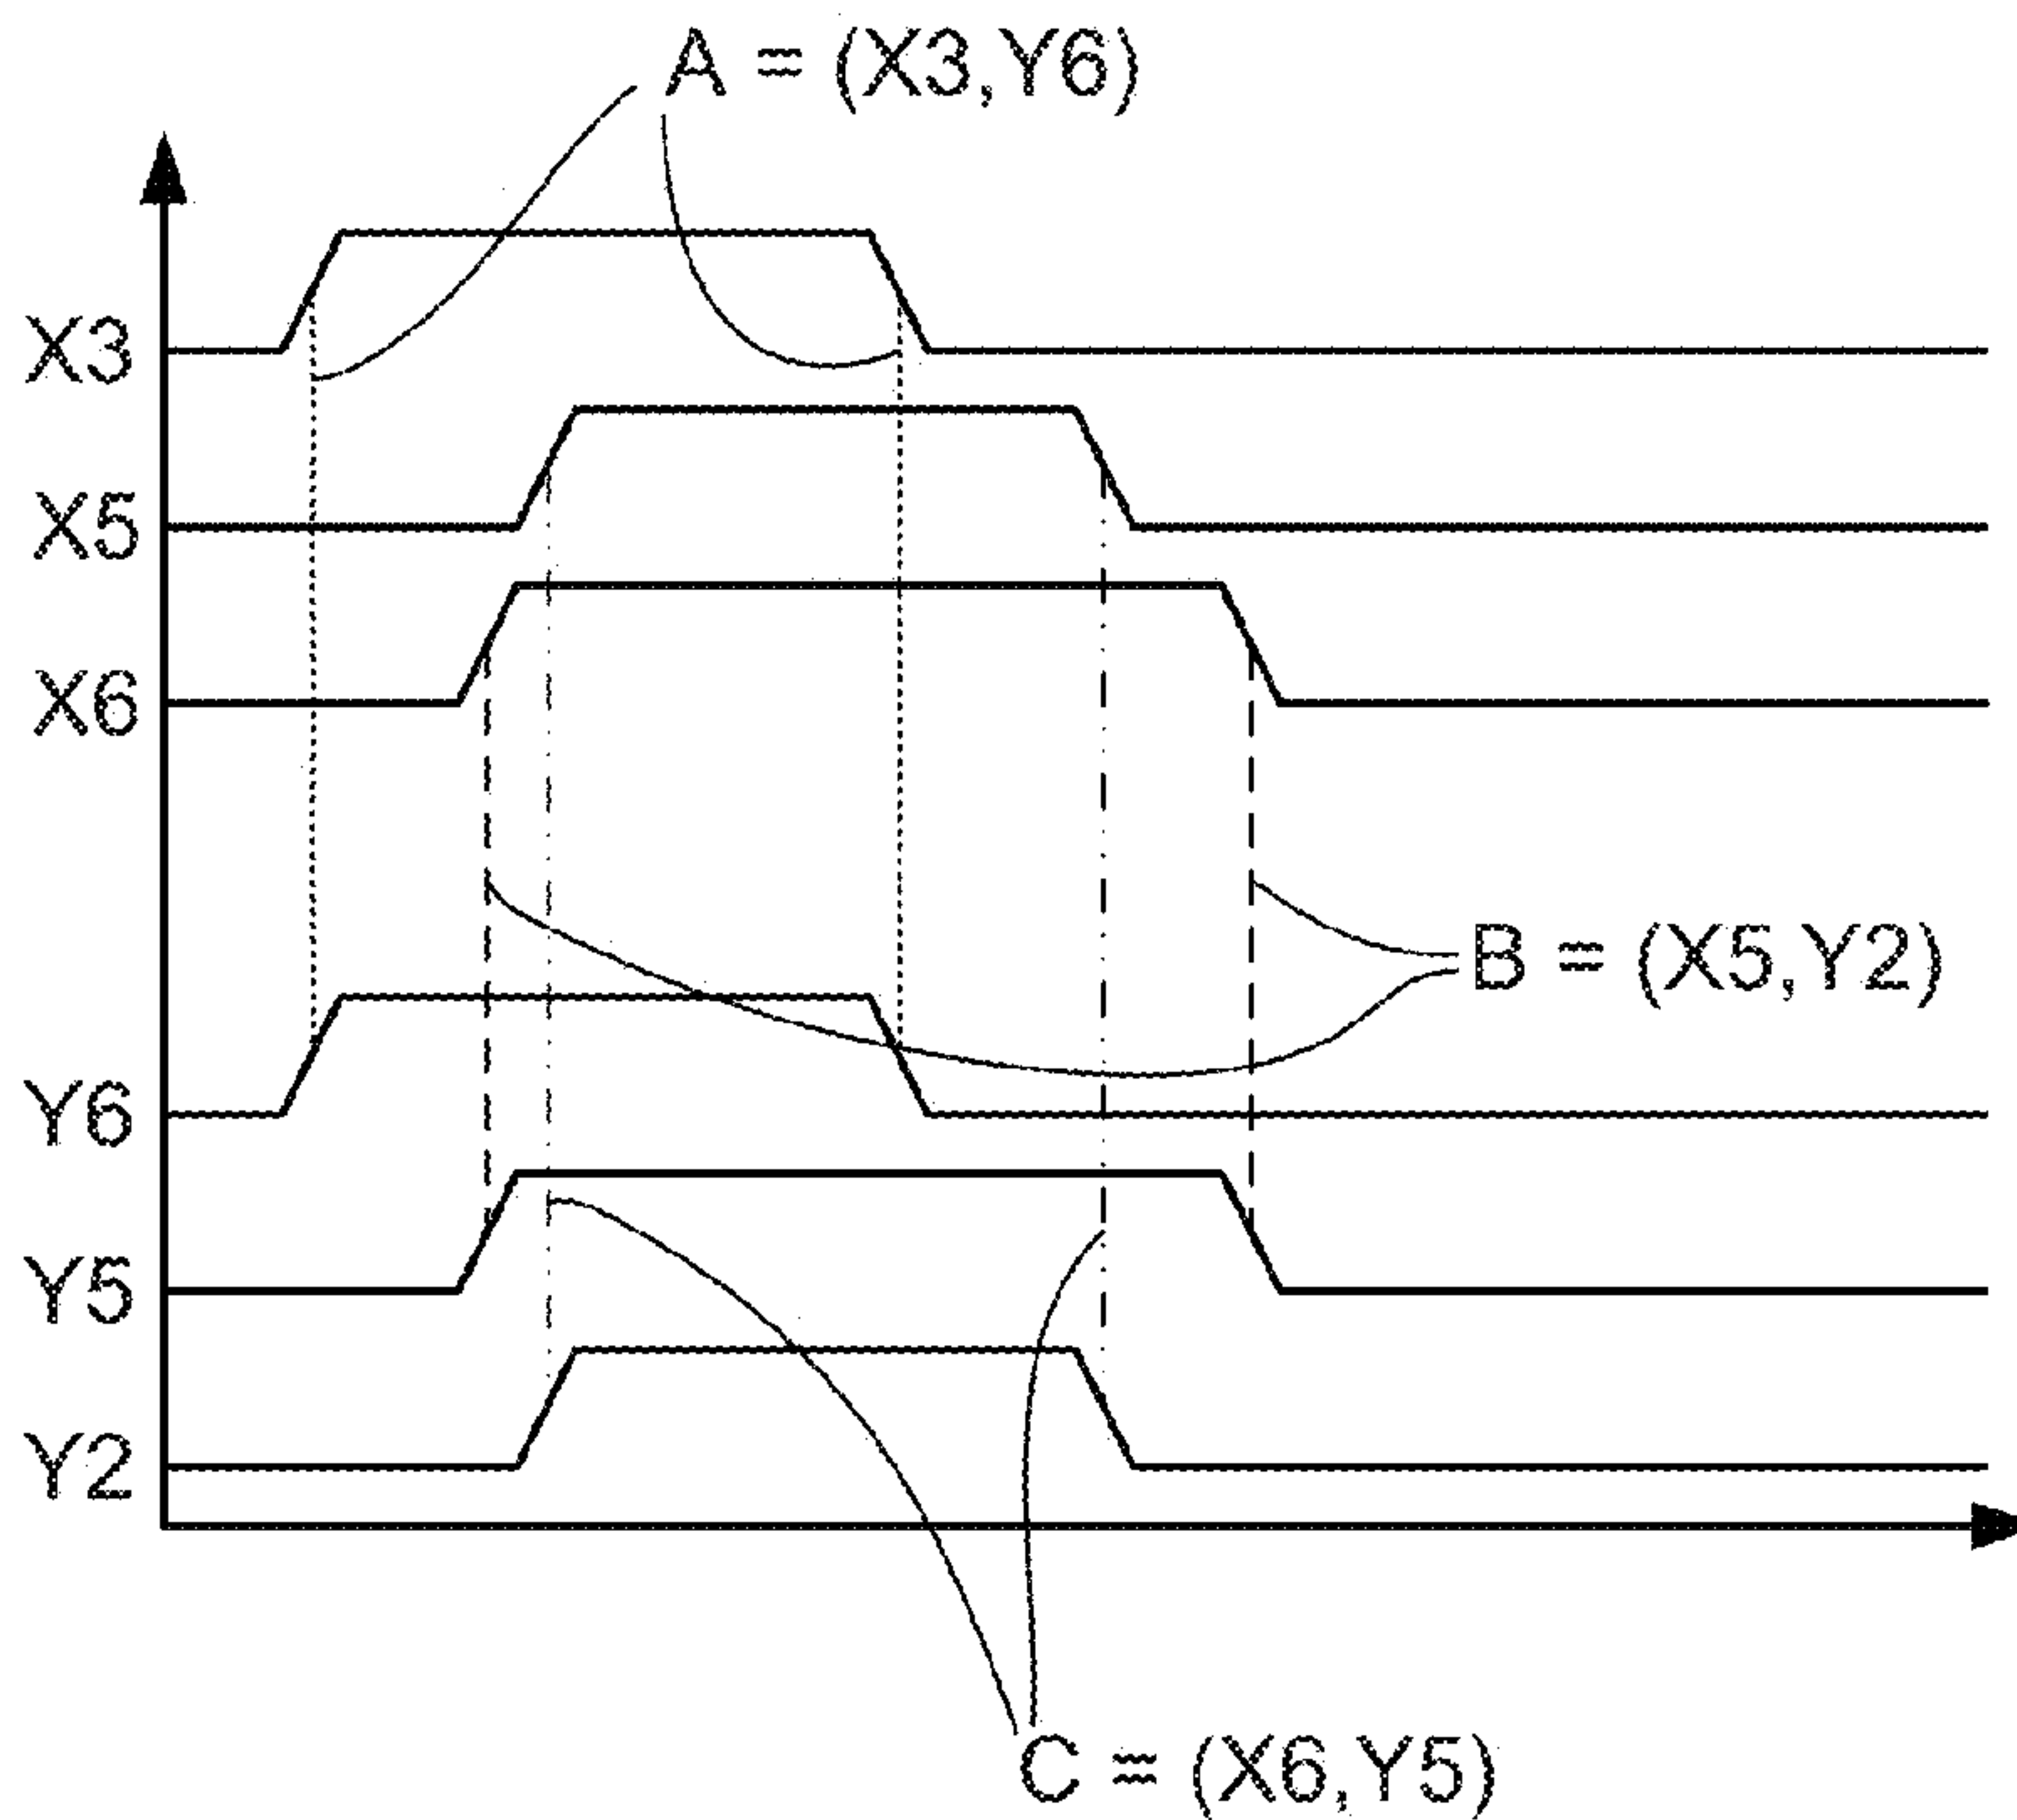 A = (X3,Y6)
X3
X5
X6
B = (X5,Y2)
Y6
Y5
Y2
C = (X6,Y5)